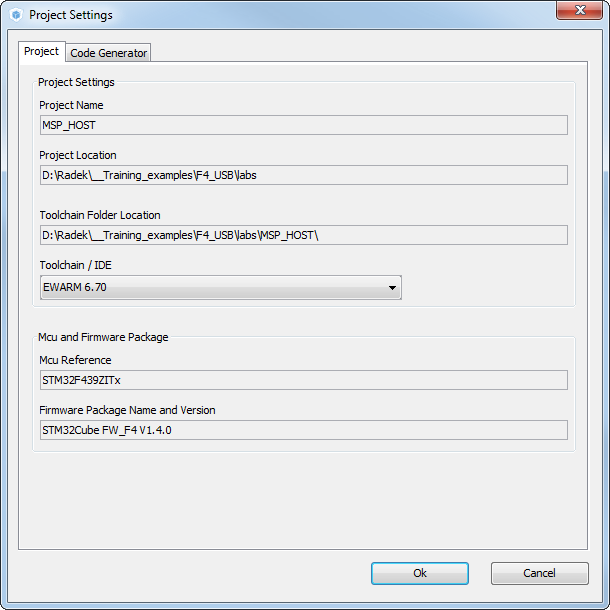 Project Settings
Project
Code Generator
Project Settings
Project Name
MSP_HOST
Project Location
D:\Radek\__Training_examples\F4_USB\labs
Toolchain Folder Location
D:\Radek\__Training_examples\F4_USB\labs\MSP_HOST\
Toolchain / IDE
EWARM 6.70
Mcu and Firmware Package
Mcu Reference
STM32F439ZITx
Firmware Package Name and Version
STM32Cube FW_F4 V1.4.0
Ok
Cancel